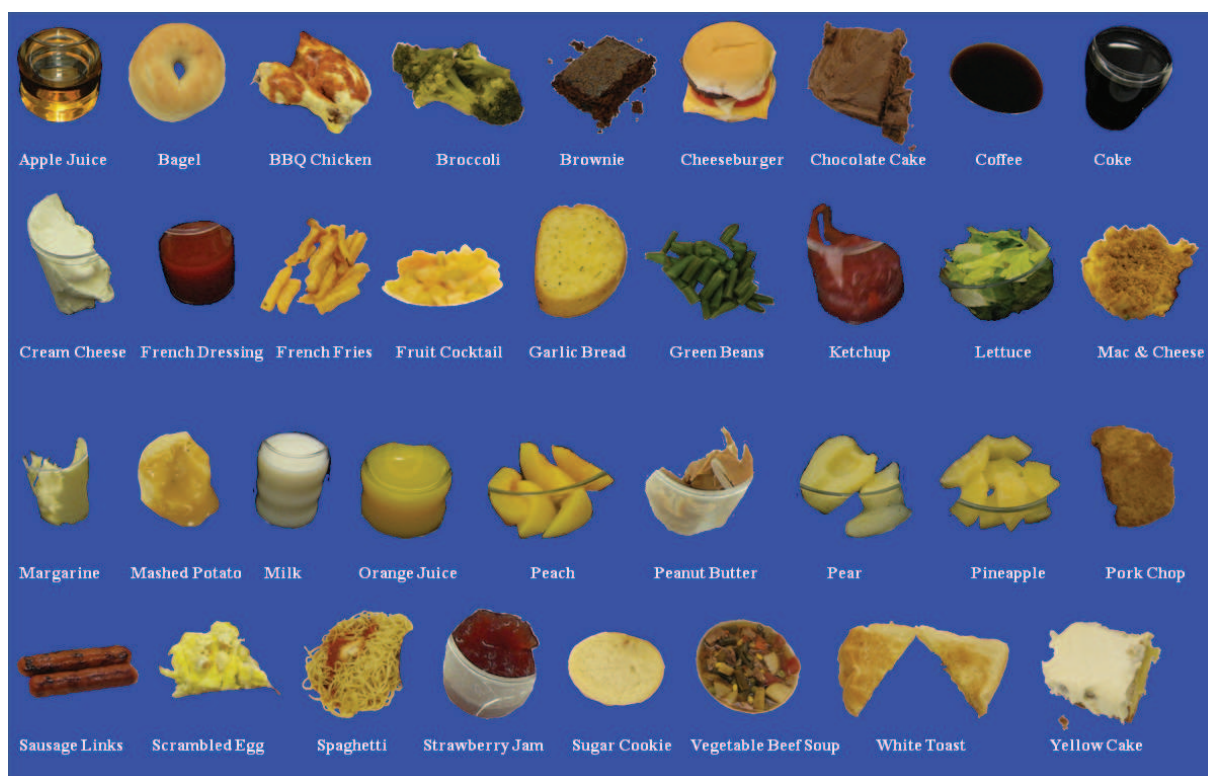 Apple Juice Bagel BBQ Chicken Broccoli Brownie Cheeseburger Chocolate Cake Coffee Coke
Cream Cheese French Dressing French Fries Fruit Cocktail Garlic Bread Green Beans Ketchup Lettuce Mac & Cheese
Margarine Mashed Potato Milk Orange Juice Peach Peanut Butter Pear Pineapple Pork Chop
Sausage Links Scrambled Egg Spaghetti Strawberry Jam Sugar Cookie Vegetable Beef Soup White Toast Yellow Cake